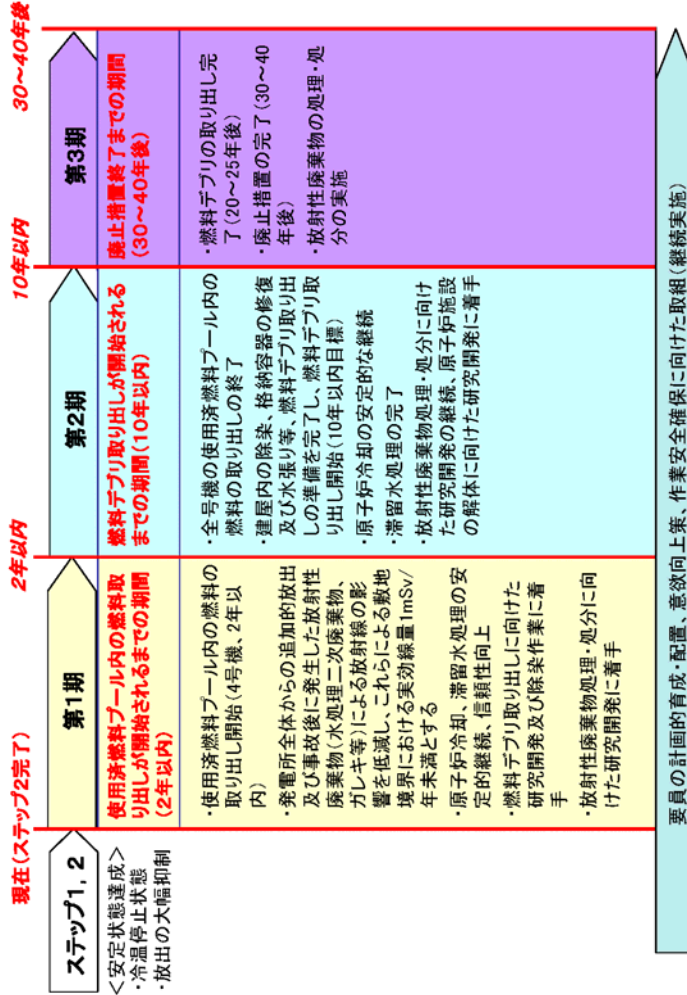 現在(ステップ2完了)
2年以内
10年以内
30～40年後
ステップ1, 2
第1期
第2期
第3期
＜安定状態達成＞
・冷温停止状態
・放出の大幅抑制
使用済燃料プール内の燃料取
り出しが開始されるまでの期間
(2年以内)
・使用済燃料プール内の燃料の
取り出し開始(4号機、2年以
内)
・発電所全体からの追加的放出
及び事故後に発生した放射性
廃棄物(水処理二次廃棄物、
ガレキ等)による放射線の影
響を低減し、これらによる敷地
境界における実効線量1mSv/
年未満とする
・原子炉冷却、滞留水処理の安
定的継続、信頼性向上
・燃料デブリ取り出しに向けた
研究開発及び除染作業に着
手
・放射性廃棄物処理・処分に向
けた研究開発に着手
燃料デブリ取り出しが開始される
までの期間(10年以内)
・全号機の使用済燃料プール内の
燃料の取り出しの終了
・建屋内の除染、格納容器の修復
及び水張り等、燃料デブリ取り出
しの準備を完了し、燃料デブリ取
り出し開始(10年以内目標)
・原子炉冷却の安定的な継続
・滞留水処理の完了
・放射性廃棄物処理・処分に向け
た研究開発の継続、原子炉施設
の解体に向けた研究開発に着手
廃止措置終了までの期間
(30～40年後)
・燃料デブリの取り出し完
了(20～25年後)
・廃止措置の完了(30～40
年後)
・放射性廃棄物の処理・処
分の実施
要員の計画的育成・配置、意欲向上策、作業安全確保に向けた取組(継続実施)